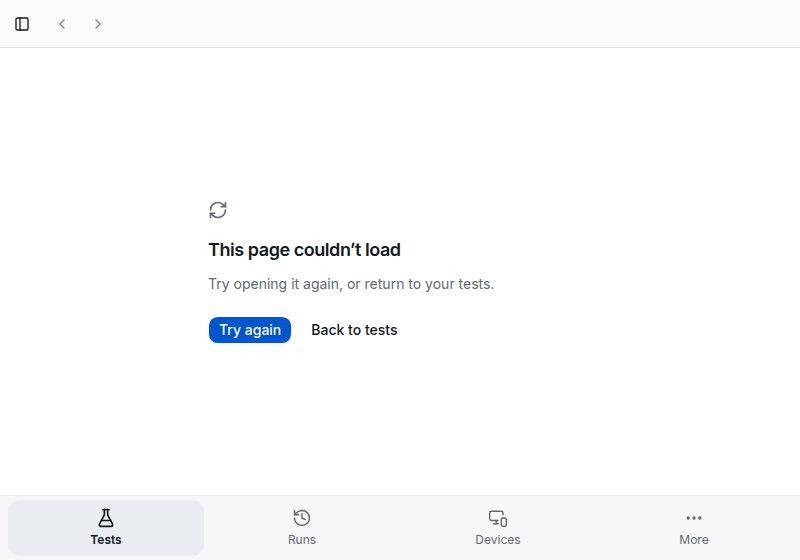 This page couldn’t load
Try opening it again, or return to your tests.
Try again
Back to tests
Tests
Runs
Devices
More